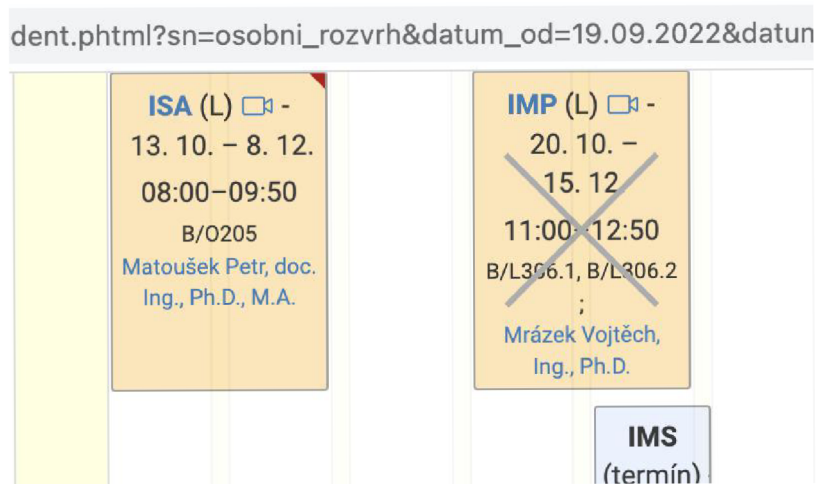 dent.phtml?sn=osobni_rozvrh&datum_od=19.09.2022&datum
ISA (L) -
13. 10. – 8. 12.
08:00–09:50
B/O205
Matoušek Petr, doc.
Ing., Ph.D., M.A.
IMP (L) -
20. 10. –
15. 12
11:00–12:50
B/L306.1, B/L306.2
;
Mrázek Vojtěch,
Ing., Ph.D.
IMS
(termín)